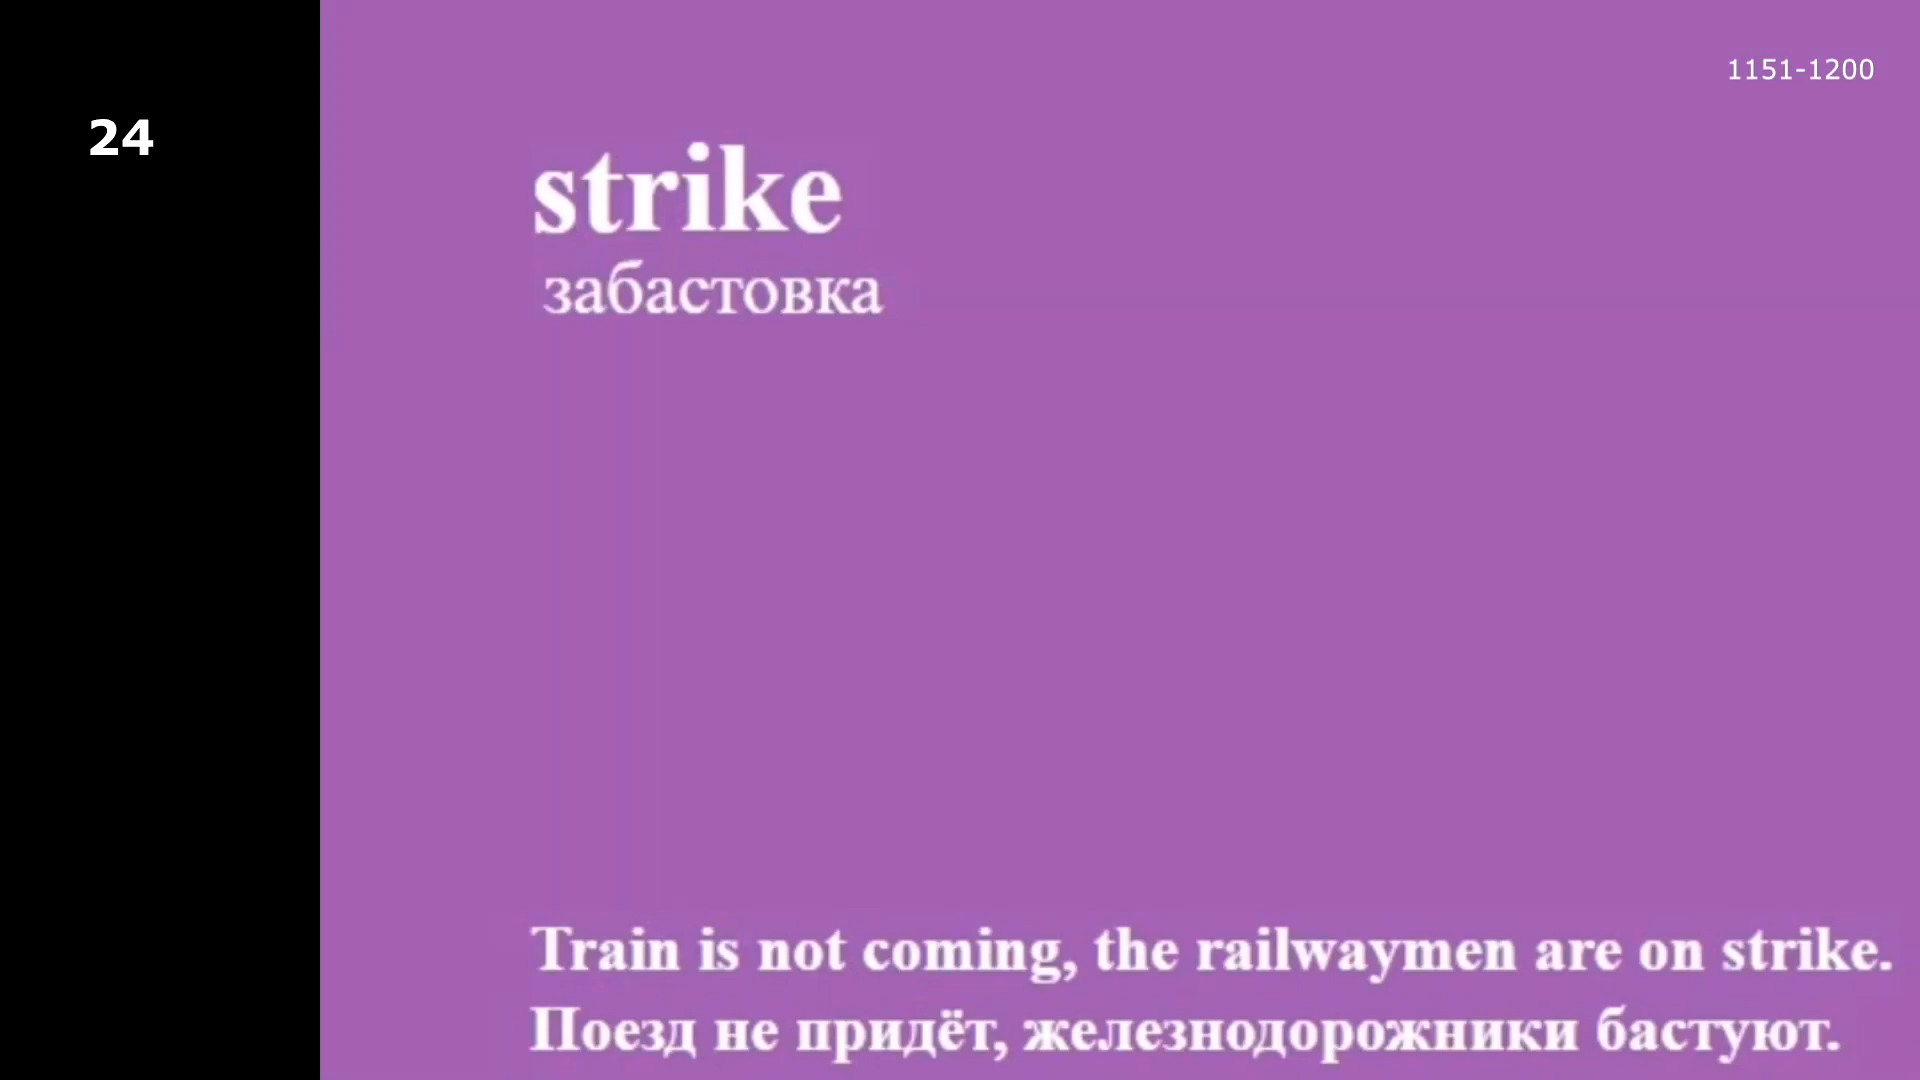 1151-1200
24
strike
забастовка
Train is not coming, the railwaymen are on strike.
Поезд не придёт, железнодорожники бастуют.